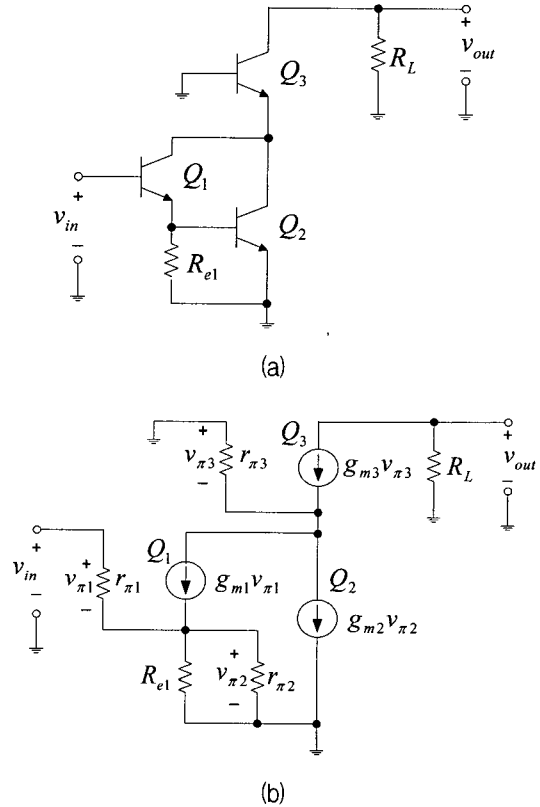 Q3
RL
+
vout
−
Q1
+
vin
−
Q2
Re1
(a)
Q3
+
vπ3
−
rπ3
gm3vπ3
RL
+
vout
−
+
vin
−
+
vπ1
−
rπ1
Q1
gm1vπ1
Q2
gm2vπ2
Re1
+
vπ2
−
rπ2
(b)